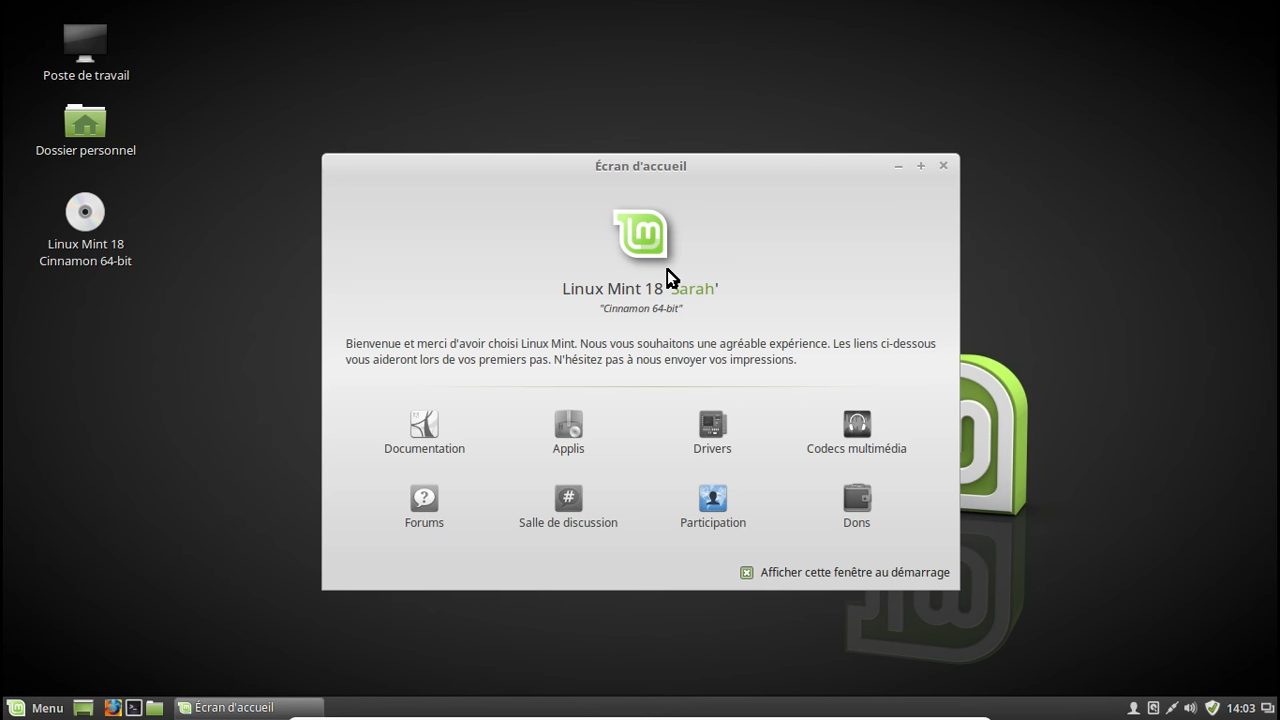 Poste de travail
Dossier personnel
Linux Mint 18
Cinnamon 64-bit
Écran d'accueil
Linux Mint 18 'Sarah'
"Cinnamon 64-bit"
Bienvenue et merci d'avoir choisi Linux Mint. Nous vous souhaitons une agréable expérience. Les liens ci-dessous
vous aideront lors de vos premiers pas. N'hésitez pas à nous envoyer vos impressions.
Documentation
Applis
Drivers
Codecs multimédia
Forums
Salle de discussion
Participation
Dons
Afficher cette fenêtre au démarrage
Menu
Écran d'accueil
14:03